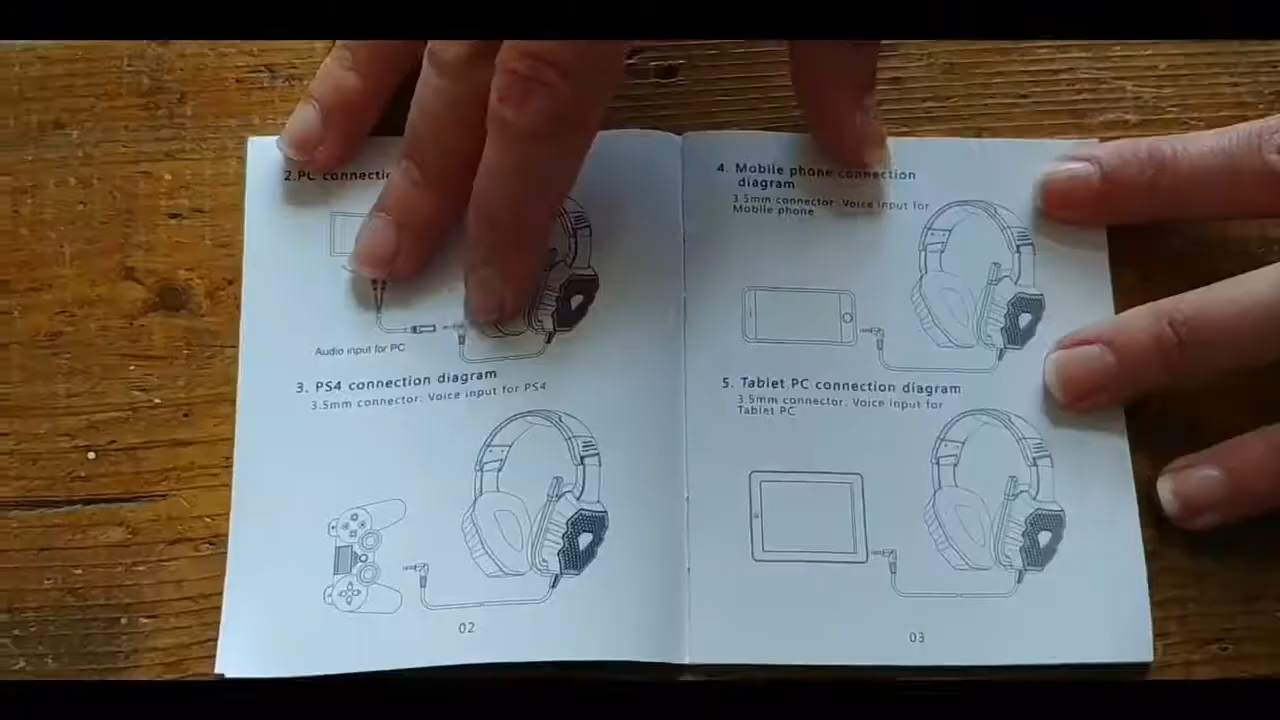 2.PC
Audio input for PC
3. PS4 connection diagram
3.5mm connector: Voice input for PS4
02
4. Mobile phone connection
diagram
3.5mm connector: Voice input for
Mobile phone
5. Tablet PC connection diagram
3.5mm connector: Voice input for
Tablet PC
03